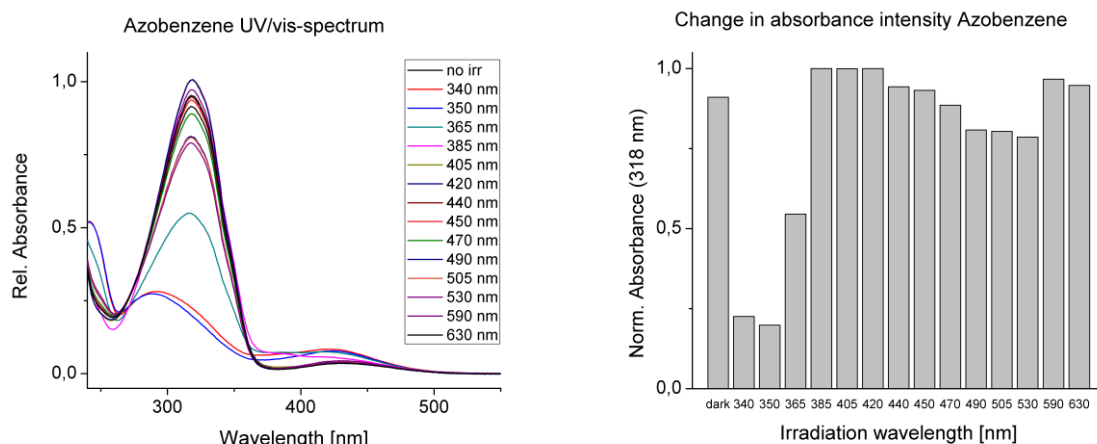 Azobenzene UV/vis-spectrum
Rel. Absorbance
1,0
0,5
0,0
300
400
500
Wavelength [nm]
no irr
340 nm
350 nm
365 nm
385 nm
405 nm
420 nm
440 nm
450 nm
470 nm
490 nm
505 nm
530 nm
590 nm
630 nm
Change in absorbance intensity Azobenzene
Norm. Absorbance (318 nm)
1,0
0,5
0,0
dark 340 350 365 385 405 420 440 450 470 490 505 530 590 630
Irradiation wavelength [nm]